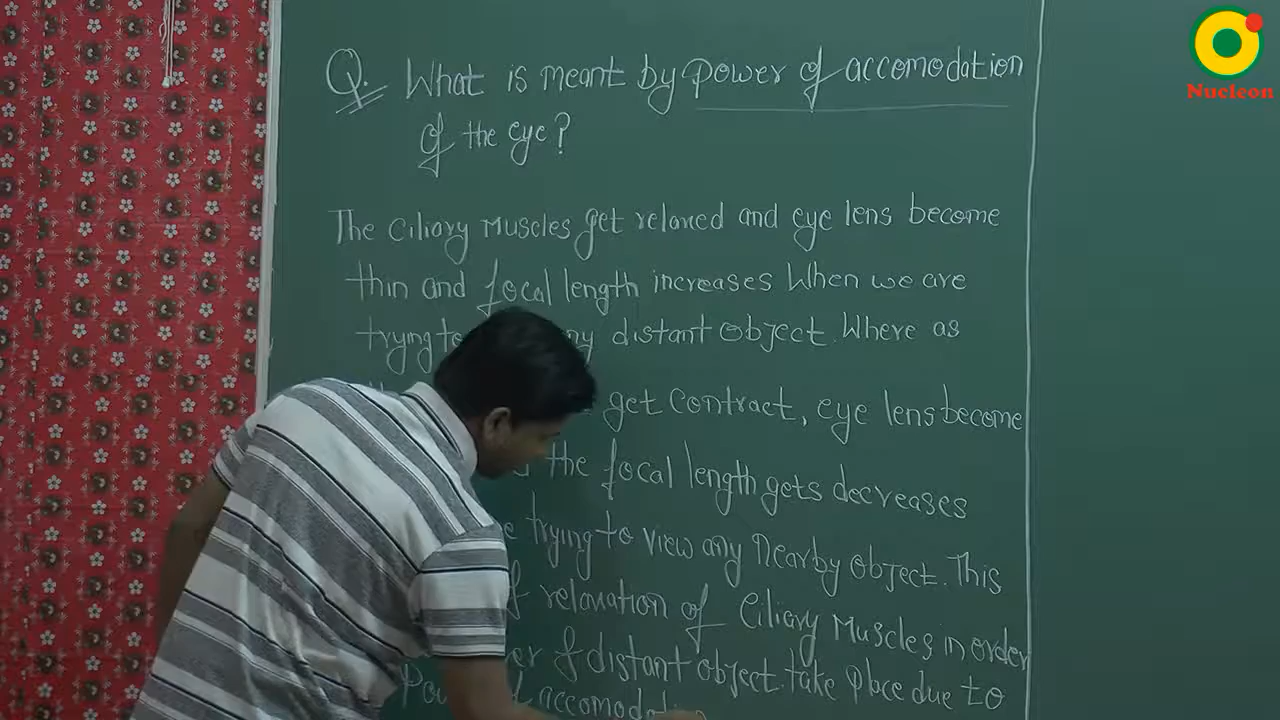 Q. What is meant by power of accomodation
of the eye?
The ciliary Muscles get relaxed and eye lens become
thin and focal length increases When we are
trying to any distant object. Where as
get contract, eye lens become
the focal length gets decreases
trying to view any nearby object. This
of relaxation of Ciliary Muscles in order
& distant object take place due to
accomodati
Nucleon